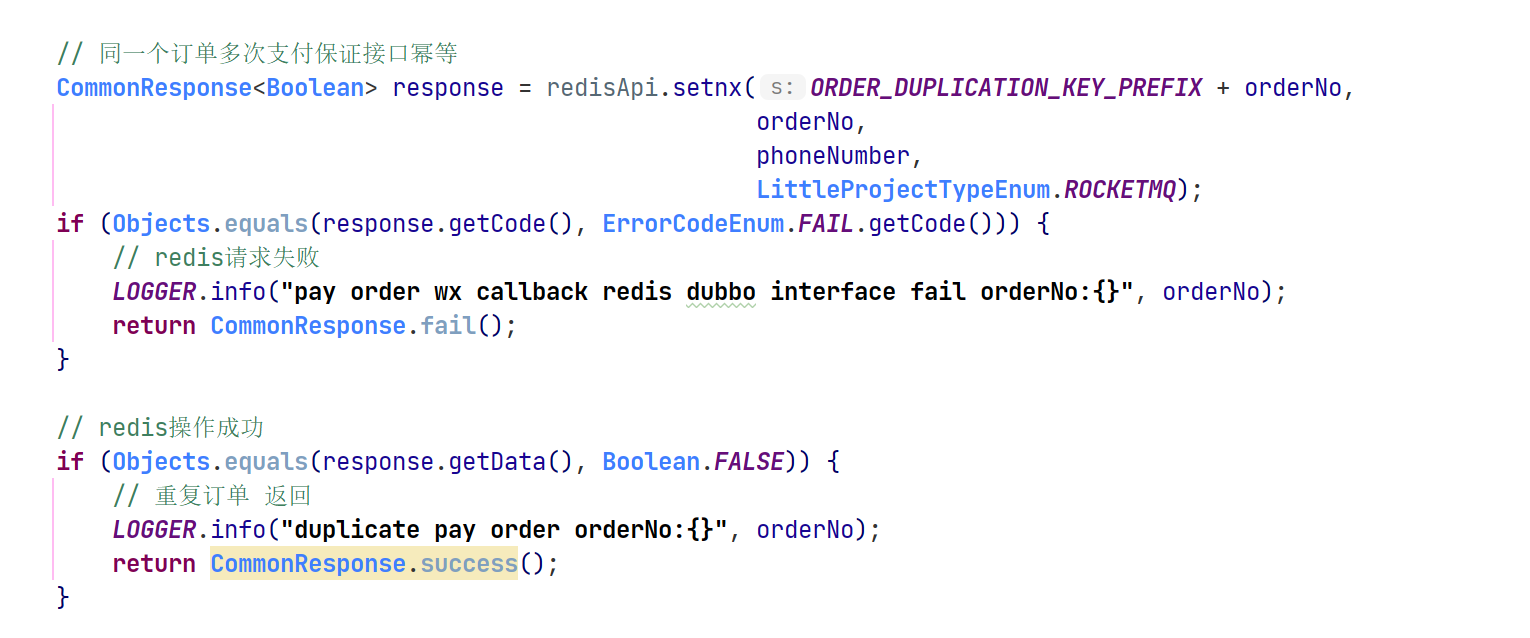 // 同一个订单多次支付保证接口幂等
CommonResponse<Boolean> response = redisApi.setnx( s: ORDER_DUPLICATION_KEY_PREFIX + orderNo,
orderNo,
phoneNumber,
LittleProjectTypeEnum.ROCKETMQ);
if (Objects.equals(response.getCode(), ErrorCodeEnum.FAIL.getCode())) {
// redis请求失败
LOGGER.info("pay order wx callback redis dubbo interface fail orderNo:{}", orderNo);
return CommonResponse.fail();
}
// redis操作成功
if (Objects.equals(response.getData(), Boolean.FALSE)) {
// 重复订单 返回
LOGGER.info("duplicate pay order orderNo:{}", orderNo);
return CommonResponse.success();
}